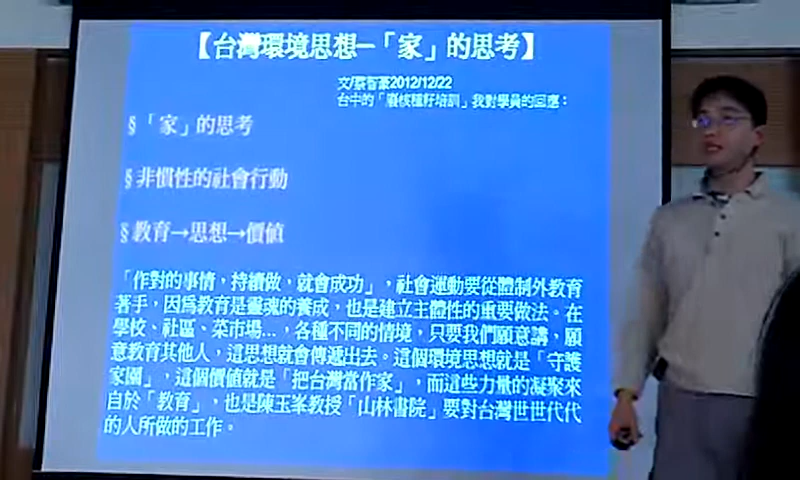 【台灣環境思想─「家」的思考】
文/蔡智豪2012/12/22
台中的「廢核種籽培訓」我對學員的回應：
§「家」的思考
§非慣性的社會行動
§教育→思想→價值
「作對的事情，持續做，就會成功」，社會運動要從體制外教育
著手，因為教育是靈魂的養成，也是建立主體性的重要做法。在
學校、社區、菜市場…，各種不同的情境，只要我們願意講，願
意教育其他人，這思想就會傳遞出去。這個環境思想就是「守護
家園」，這個價值就是「把台灣當作家」，而這些力量的凝聚來
自於「教育」，也是陳玉峯教授「山林書院」要對台灣世世代代
的人所做的工作。